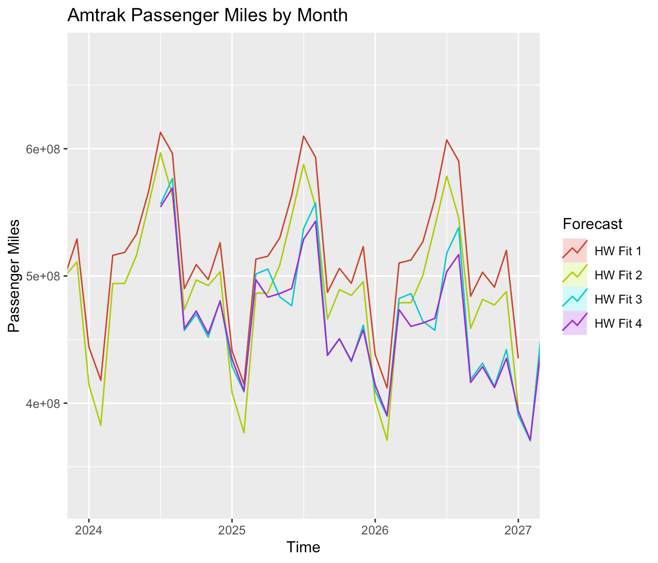 Amtrak Passenger Miles by Month
Passenger Miles
6e+08
5e+08
4e+08
2024
2025
2026
2027
Time
Forecast
HW Fit 1
HW Fit 2
HW Fit 3
HW Fit 4